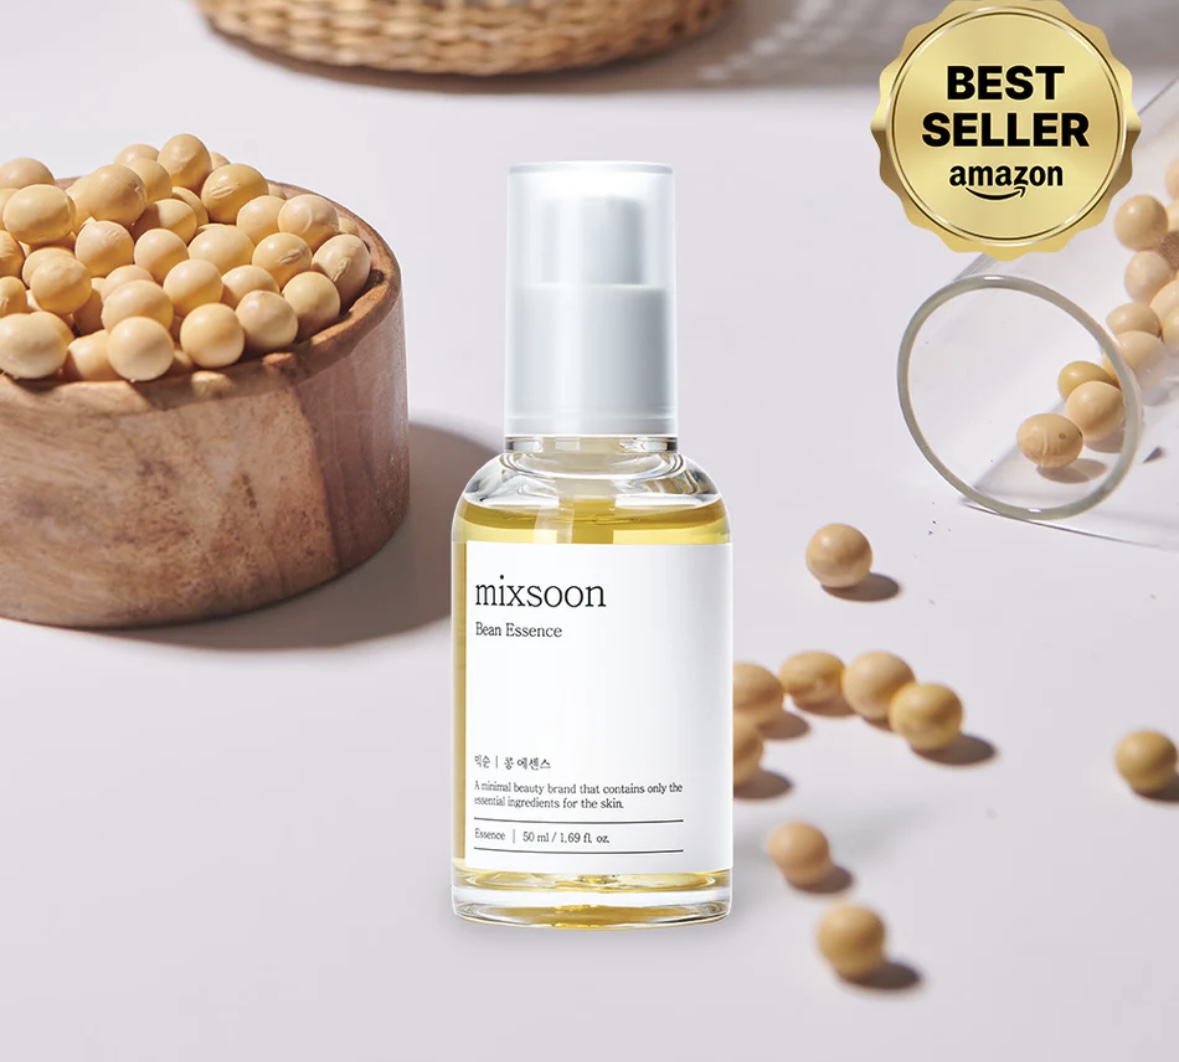 BEST
SELLER
amazon
mixsoon
Bean Essence
믹순 | 콩 에센스
A minimal beauty brand that contains only the
essential ingredients for the skin.
Essence | 50 ml / 1.69 fl. oz.